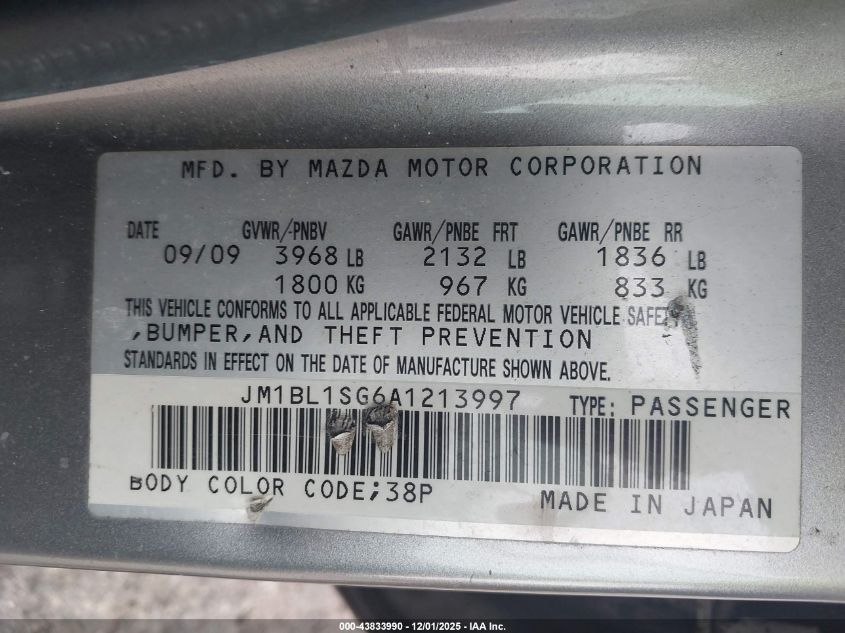 MFD. BY MAZDA MOTOR CORPORATION
DATE GVWR/PNBV GAWR/PNBE FRT GAWR/PNBE RR
09/09 3968 LB 2132 LB 1836 LB
1800 KG 967 KG 833 KG
THIS VEHICLE CONFORMS TO ALL APPLICABLE FEDERAL MOTOR VEHICLE SAFETY
,BUMPER,AND THEFT PREVENTION
STANDARDS IN EFFECT ON THE DATE OF MANUFACTURE SHOWN ABOVE.
JM1BL1SG6A1213997 TYPE: PASSENGER
BODY COLOR CODE;38P
MADE IN JAPAN
000-43833990 - 12/01/2025 - IAA Inc.